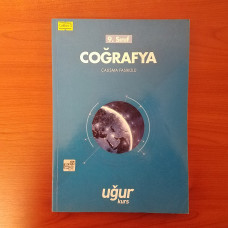 9. Sınıf
COĞRAFYA
ÇALIŞMA FASİKÜLÜ
uğur
kurs